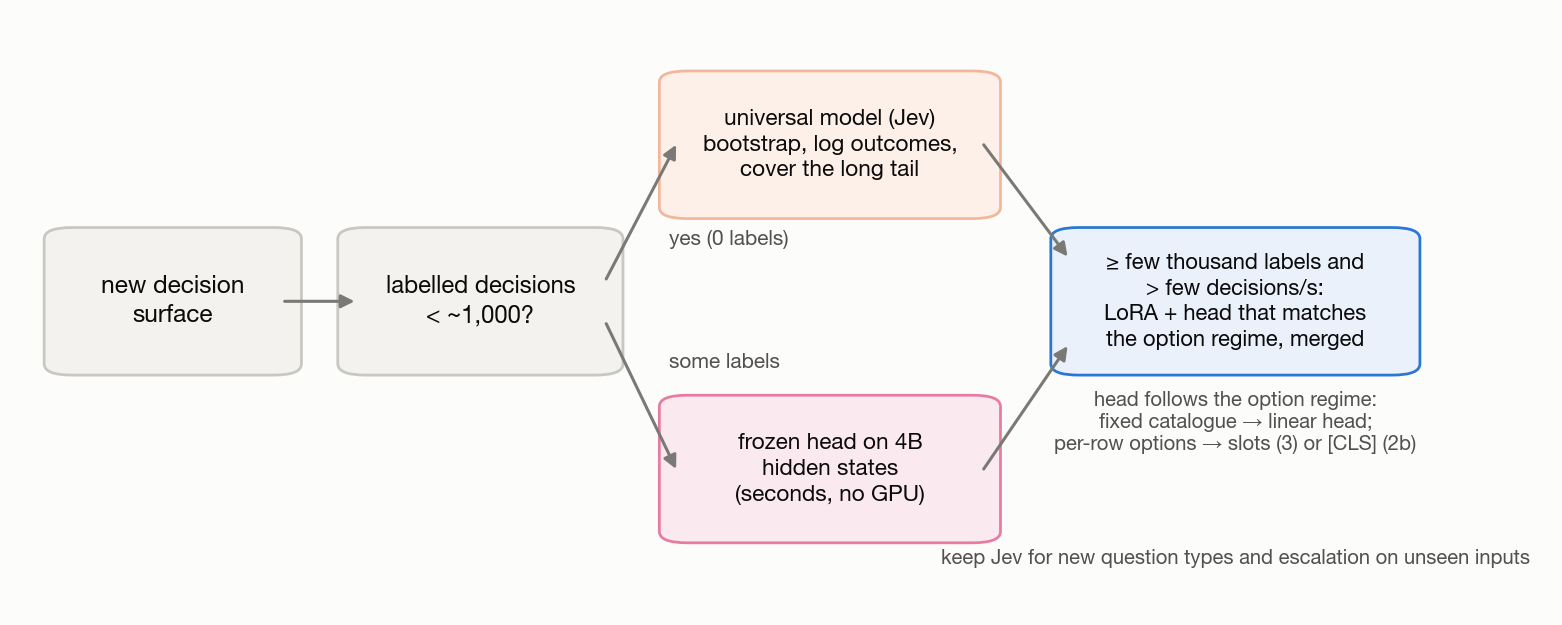 new decision
surface
labelled decisions
< ~1,000?
universal model (Jev)
bootstrap, log outcomes,
cover the long tail
yes (0 labels)
some labels
frozen head on 4B
hidden states
(seconds, no GPU)
≥ few thousand labels and
> few decisions/s:
LoRA + head that matches
the option regime, merged
head follows the option regime:
fixed catalogue → linear head;
per-row options → slots (3) or [CLS] (2b)
keep Jev for new question types and escalation on unseen inputs